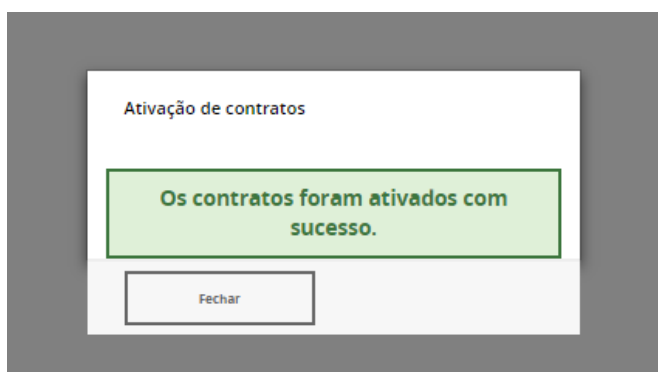 Ativação de contratos
Os contratos foram ativados com
sucesso.
Fechar